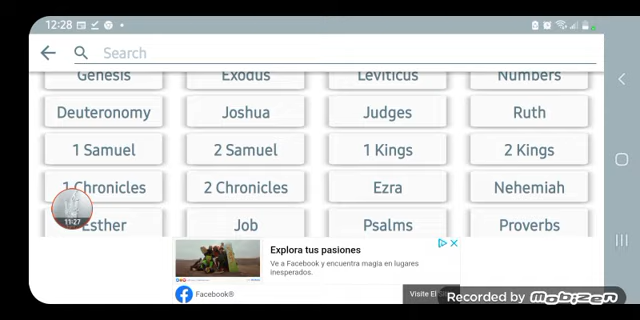 12:28
Search
Genesis Exodus Leviticus Numbers
Deuteronomy Joshua Judges Ruth
1 Samuel 2 Samuel 1 Kings 2 Kings
1 Chronicles 2 Chronicles Ezra Nehemiah
11:27
Esther Job Psalms Proverbs
Explora tus pasiones
Ve a Facebook y encuentra magia en lugares
inesperados.
Facebook®
Visite El
Recorded by Mobizen